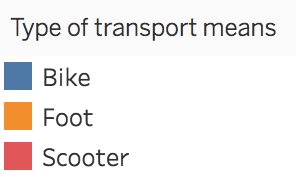 Type of transport means
Bike
Foot
Scooter